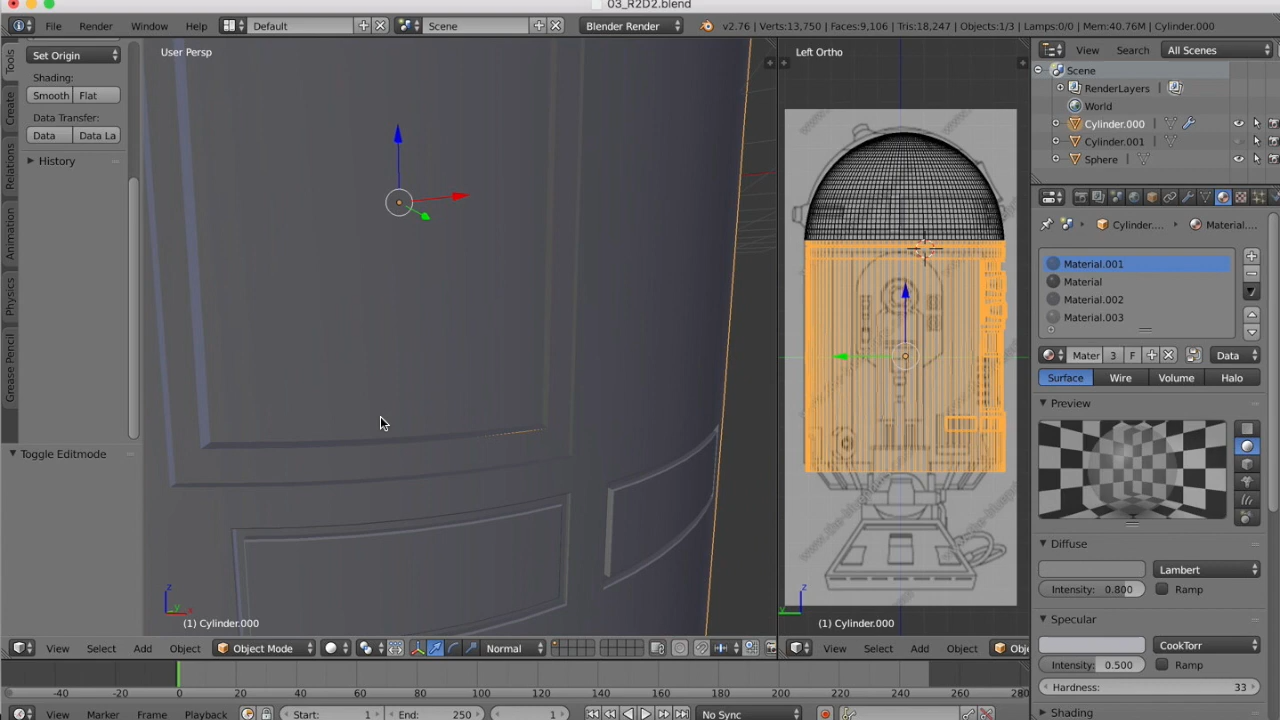 03_R2D2.blend
File Render Window Help Default Scene Blender Render v2.76 | Verts:13,750 | Faces:9,106 | Tris:18,247 | Objects:1/3 | Lamps:0/0 | Mem:40.76M | Cylinder.000
Tools
Create
Relations
Animation
Physics
Grease Pencil
Set Origin
Shading:
Smooth Flat
Data Transfer:
Data Data La
History
Toggle Editmode
User Persp
(1) Cylinder.000
View Select Add Object Object Mode Normal
Left Ortho
(1) Cylinder.000
View Select Add Object Ob
View Search All Scenes
Scene
RenderLayers
World
Cylinder.000
Cylinder.001
Sphere
Cylinder.... Material....
Material.001
Material
Material.002
Material.003
Mater 3 F Data
Surface Wire Volume Halo
Preview
Diffuse
Lambert
Intensity: 0.800 Ramp
Specular
CookTorr
Intensity: 0.500 Ramp
Hardness: 33
Shading
-40 -20 0 20 40 60 80 100 120 140 160 180 200 220 240 260 280
View Marker Frame Playback Start: 1 End: 250 1 No Sync